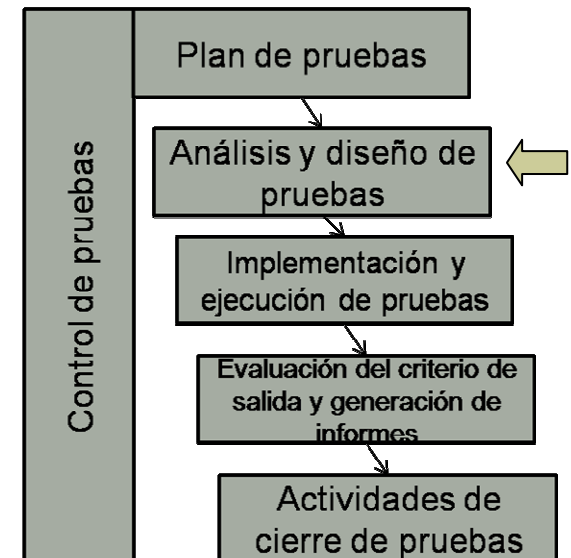 Control de pruebas
Plan de pruebas
Análisis y diseño de
pruebas
Implementación y
ejecución de pruebas
Evaluación del criterio de
salida y generación de
informes
Actividades de
cierre de pruebas